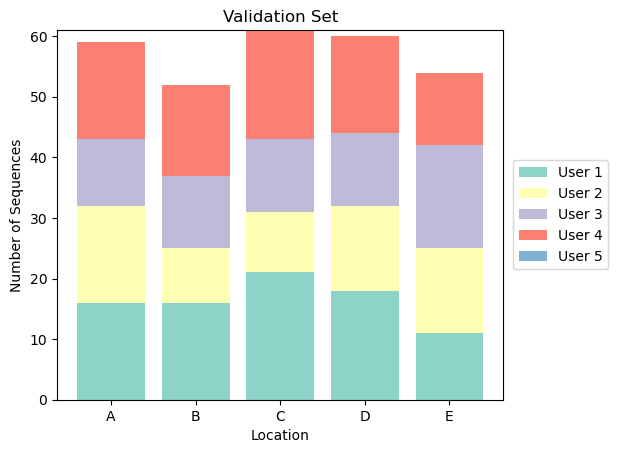 Validation Set
60
50
40
30
20
10
0
Number of Sequences
A B C D E
Location
User 1
User 2
User 3
User 4
User 5